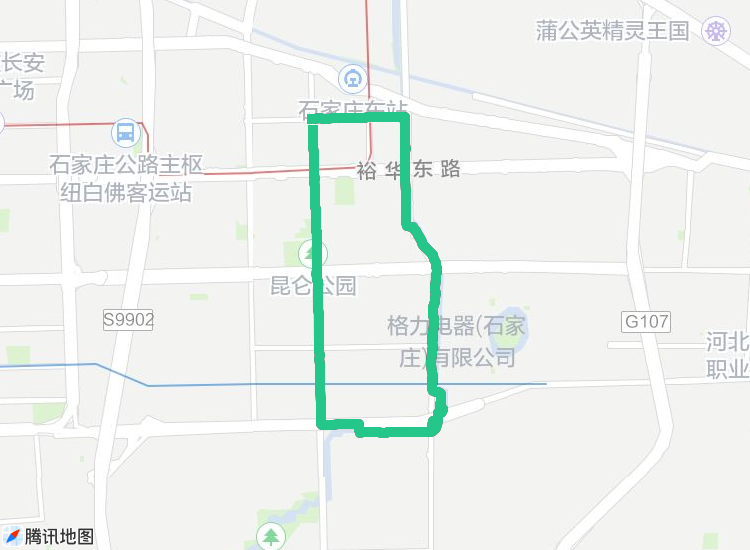 蒲公英精灵王国
长安
广场
石家庄东站
石家庄公路主枢
纽白佛客运站
裕华东路
昆仑公园
S9902
格力电器(石家
庄)有限公司
G107
河北
职业
腾讯地图